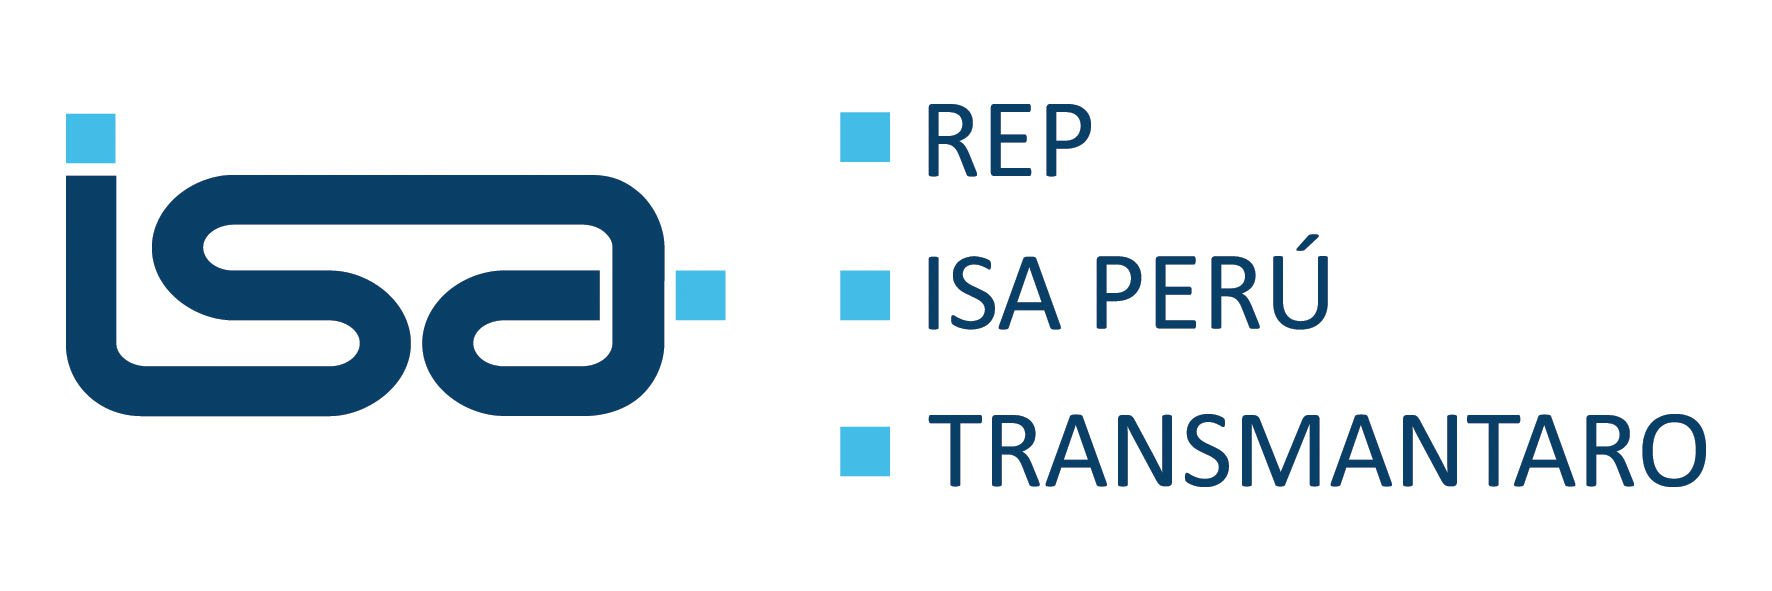 isa
REP
ISA PERÚ
TRANSMANTARO